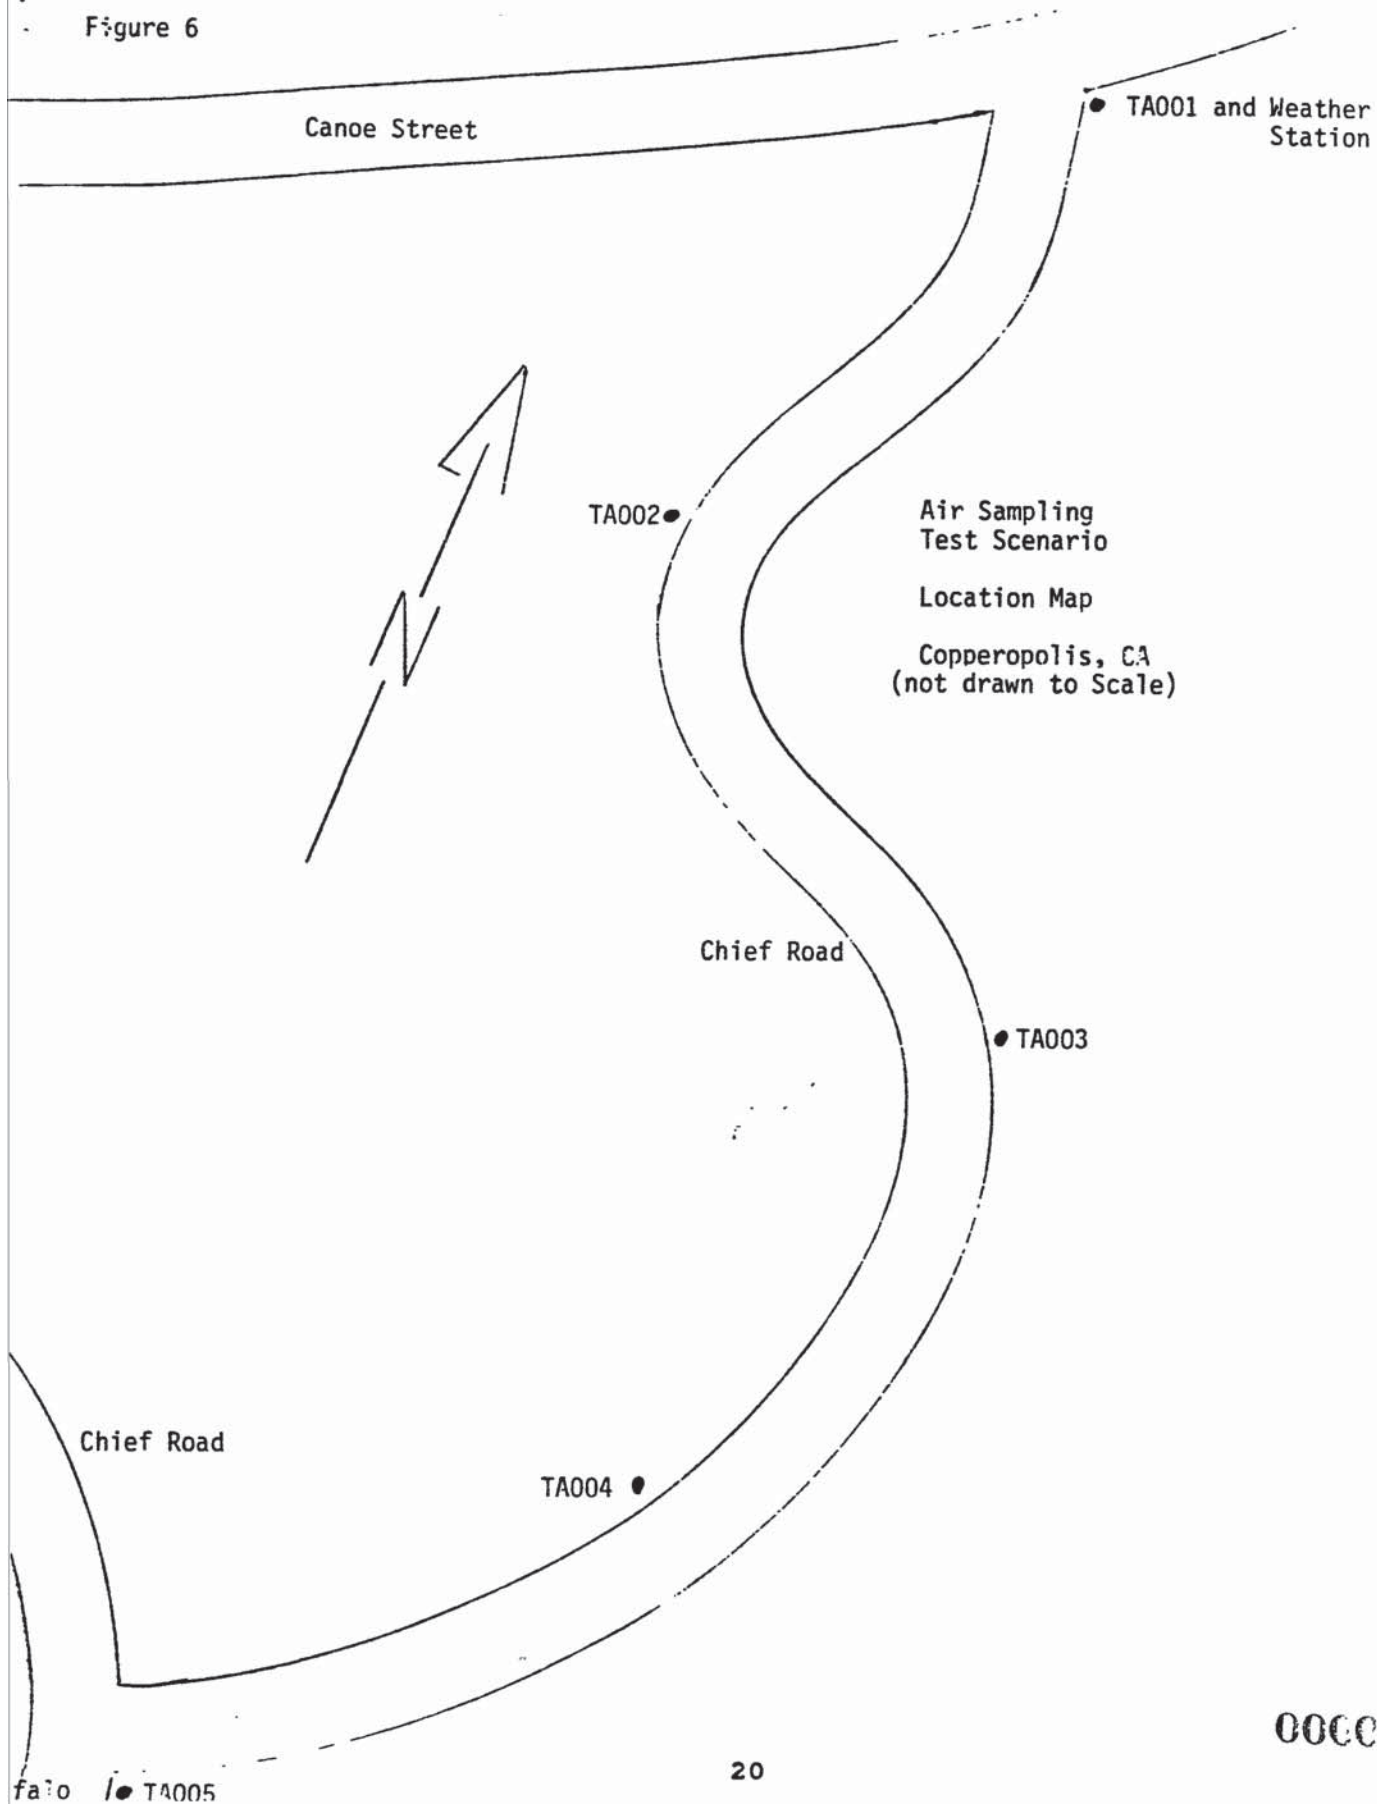 Figure 6
Canoe Street
TA001 and Weather
Station
N
TA002
Air Sampling
Test Scenario
Location Map
Copperopolis, CA
(not drawn to Scale)
Chief Road
TA003
Chief Road
TA004
20
TA005